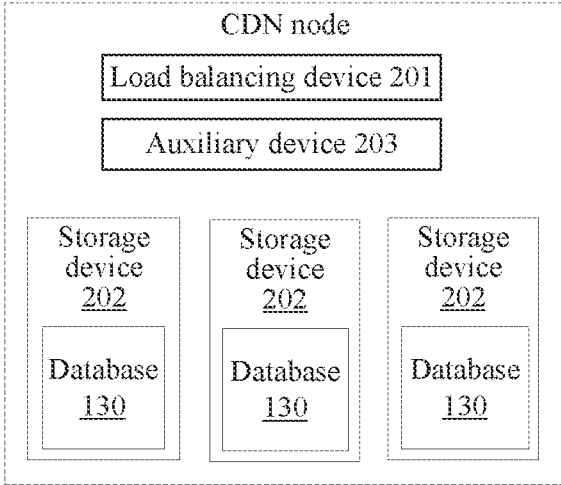 CDN node
Load balancing device 201
Auxiliary device 203
Storage
device
202
Database
130
Storage
device
202
Database
130
Storage
device
202
Database
130